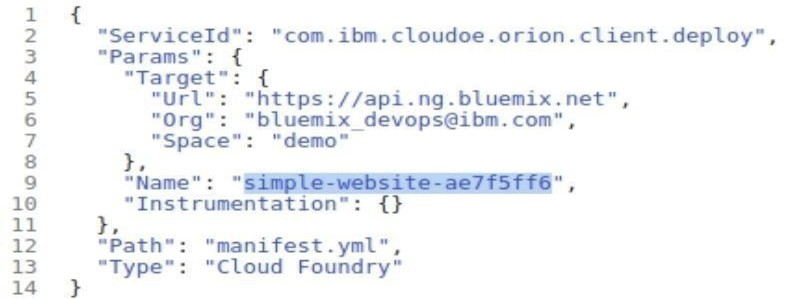 1 {
2 "ServiceId": "com.ibm.cloudoe.orion.client.deploy",
3 "Params": {
4 "Target": {
5 "Url": "https://api.ng.bluemix.net",
6 "Org": "bluemix_devops@ibm.com",
7 "Space": "demo"
8 },
9 "Name": "simple-website-ae7f5ff6",
10 "Instrumentation": {}
11 },
12 "Path": "manifest.yml",
13 "Type": "Cloud Foundry"
14 }